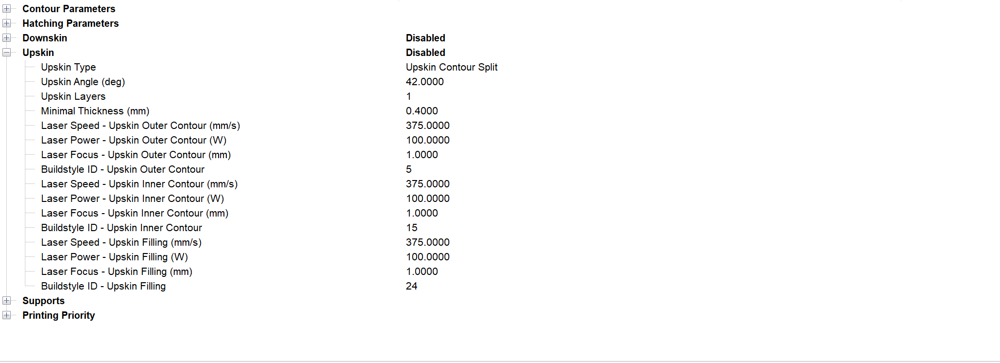 Contour Parameters
Hatching Parameters
Downskin Disabled
Upskin Disabled
Upskin Type Upskin Contour Split
Upskin Angle (deg) 42.0000
Upskin Layers 1
Minimal Thickness (mm) 0.4000
Laser Speed - Upskin Outer Contour (mm/s) 375.0000
Laser Power - Upskin Outer Contour (W) 100.0000
Laser Focus - Upskin Outer Contour (mm) 1.0000
Buildstyle ID - Upskin Outer Contour 5
Laser Speed - Upskin Inner Contour (mm/s) 375.0000
Laser Power - Upskin Inner Contour (W) 100.0000
Laser Focus - Upskin Inner Contour (mm) 1.0000
Buildstyle ID - Upskin Inner Contour 15
Laser Speed - Upskin Filling (mm/s) 375.0000
Laser Power - Upskin Filling (W) 100.0000
Laser Focus - Upskin Filling (mm) 1.0000
Buildstyle ID - Upskin Filling 24
Supports
Printing Priority